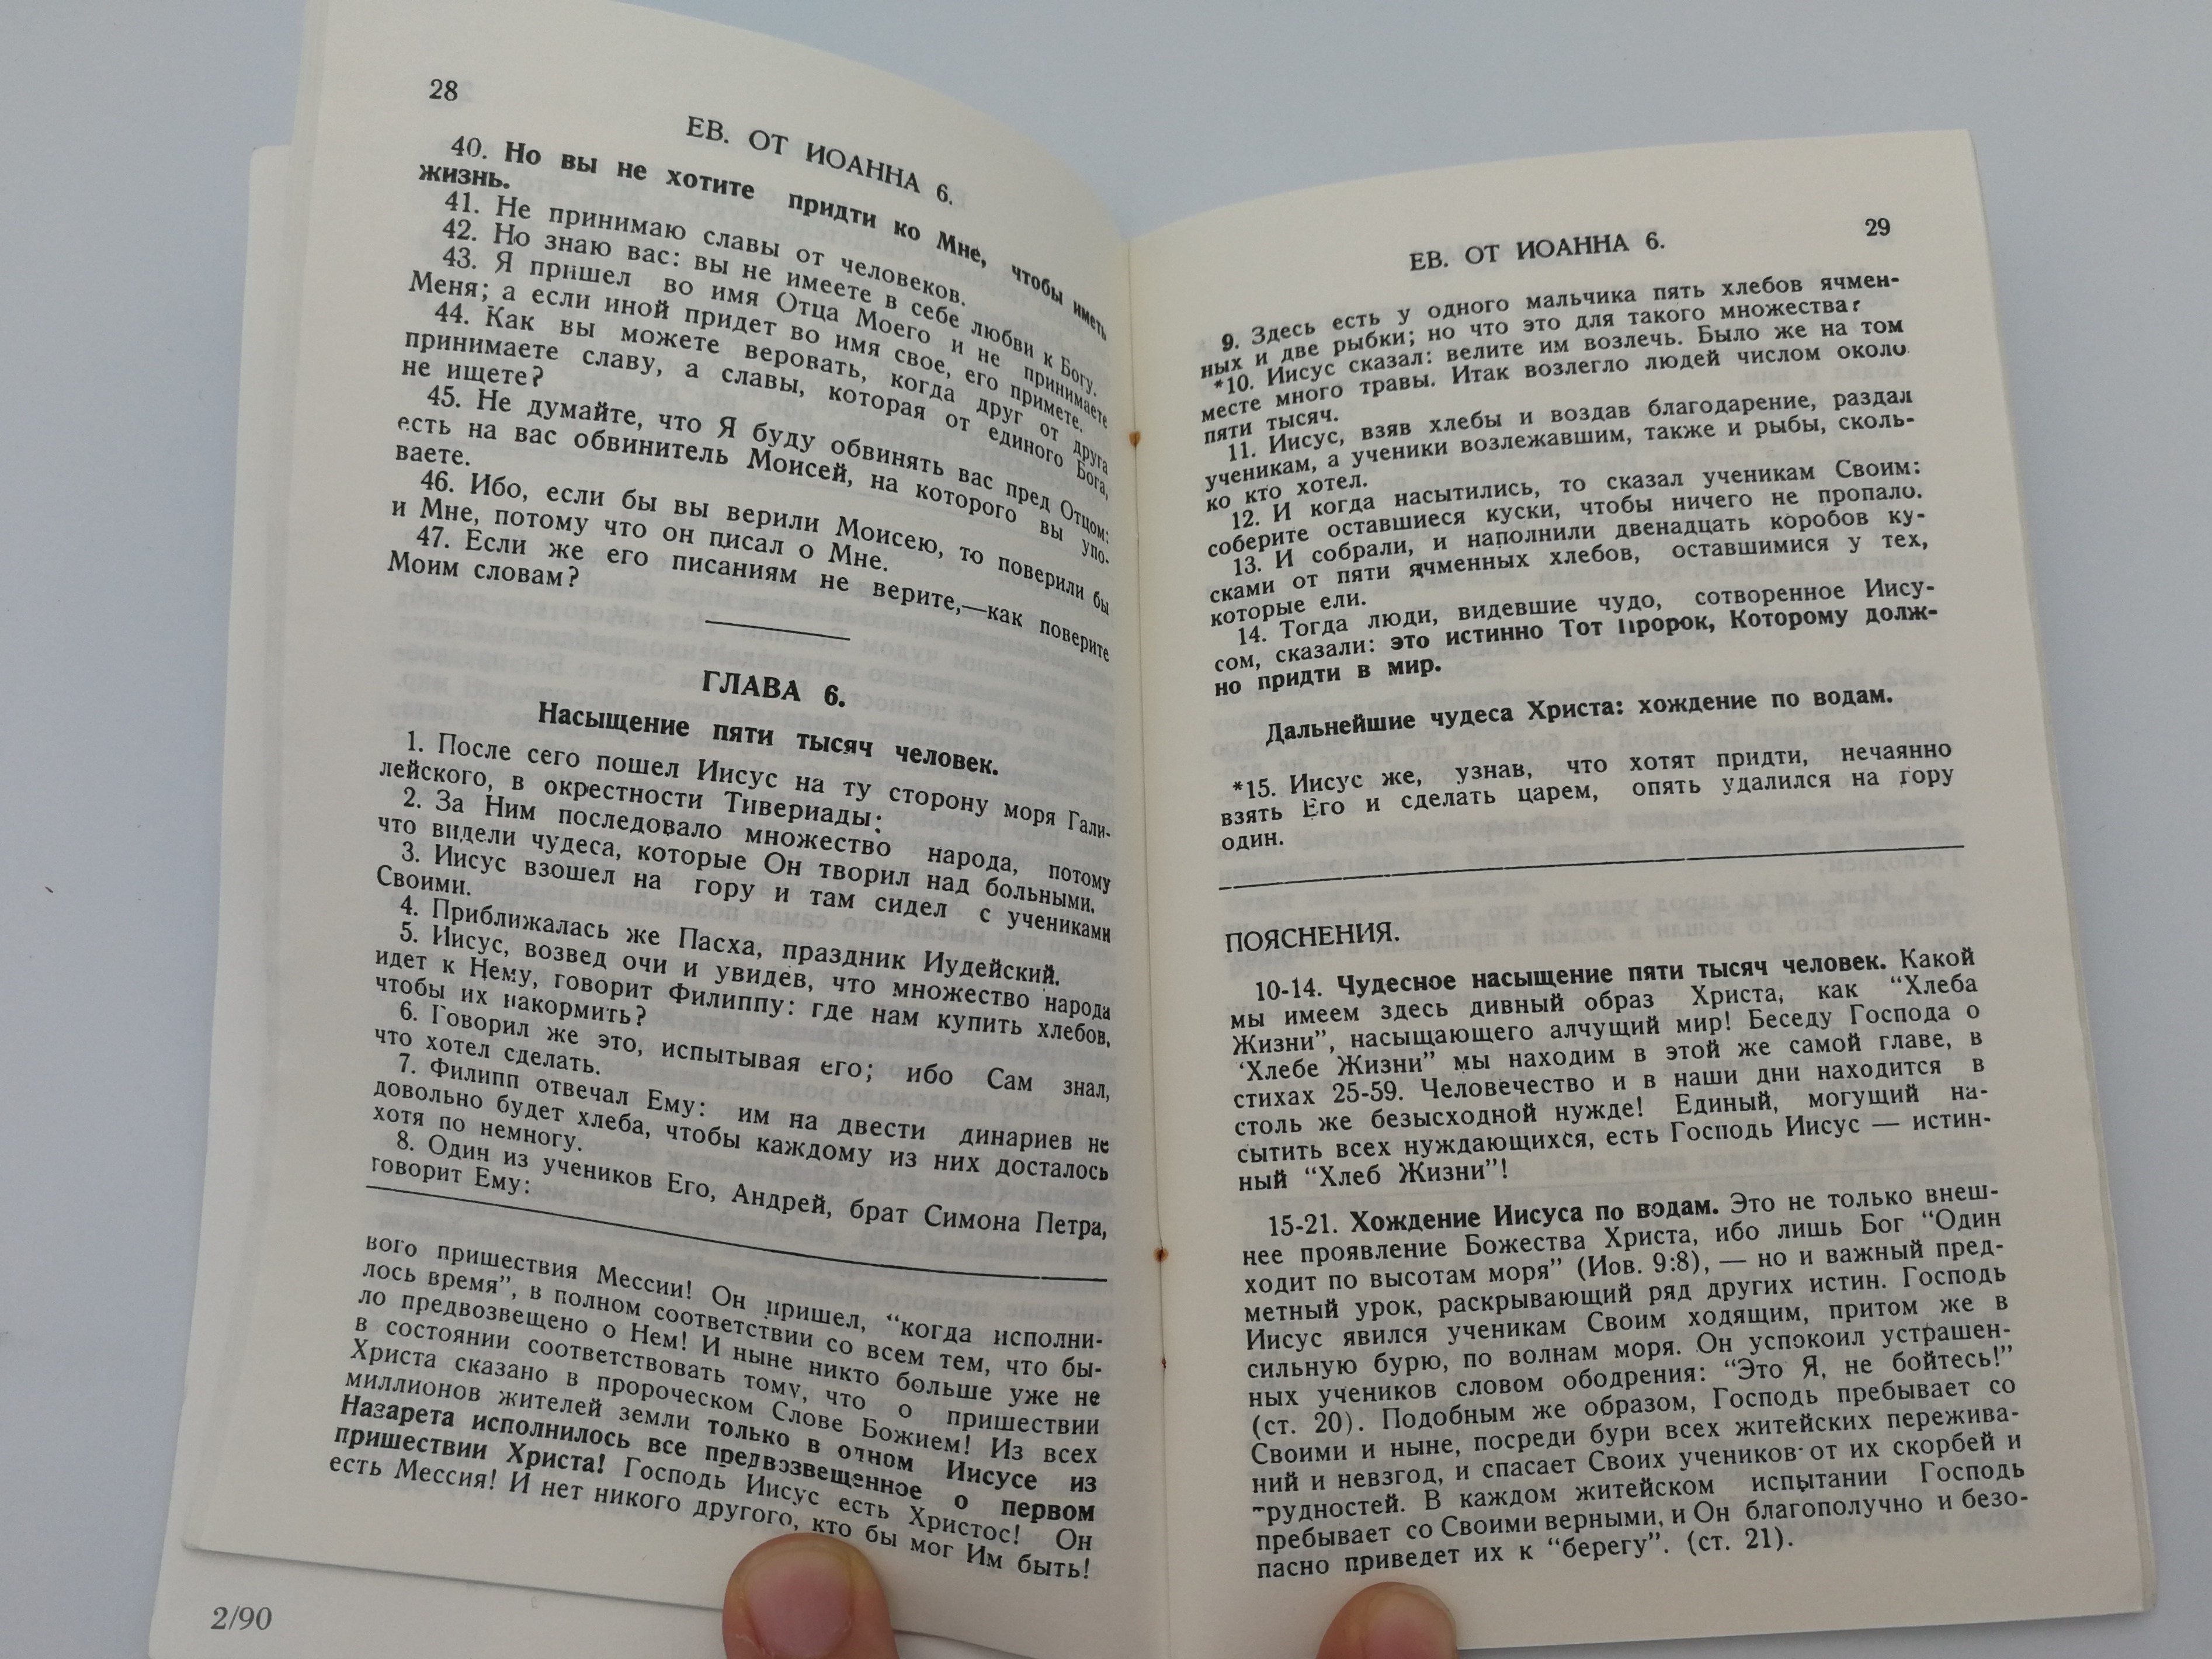 28
ЕВ. ОТ ИОАННА 6.
40. Но вы не хотите придти ко Мне, чтобы иметь
жизнь.
41. Не принимаю славы от человеков.
42. Но знаю вас: вы не имеете в себе любви к Богу.
43. Я пришел во имя Отца Моего и не принимаете
Меня; а если иной придет во имя свое, его примете.
44. Как вы можете веровать, когда друг от друга
принимаете славу, а славы, которая от единого Бога,
не ищете?
45. Не думайте, что Я буду обвинять вас пред Отцом:
есть на вас обвинитель Моисей, на которого вы упо-
ваете.
46. Ибо, если бы вы верили Моисею, то поверили бы
и Мне, потому что он писал о Мне.
47. Если же его писаниям не верите,—как поверите
Моим словам?
ГЛАВА 6.
Насыщение пяти тысяч человек.
1. После сего пошел Иисус на ту сторону моря Гали-
лейского, в окрестности Тивериады:
2. За Ним последовало множество народа, потому
что видели чудеса, которые Он творил над больными.
3. Иисус взошел на гору и там сидел с учениками
Своими.
4. Приближалась же Пасха, праздник Иудейский.
5. Иисус, возвед очи и увидев, что множество народа
идет к Нему, говорит Филиппу: где нам купить хлебов,
чтобы их накормить?
6. Говорил же это, испытывая его; ибо Сам знал,
что хотел сделать.
7. Филипп отвечал Ему: им на двести динариев не
довольно будет хлеба, чтобы каждому из них досталось
хотя по немногу.
8. Один из учеников Его, Андрей, брат Симона Петра,
говорит Ему:
вого пришествия Мессии! Он пришел, “когда исполни-
лось время”, в полном соответствии со всем тем, что бы-
ло предвозвещено о Нем! И ныне никто больше уже не
в состоянии соответствовать тому, что о пришествии
Христа сказано в пророческом Слове Божием! Из всех
миллионов жителей земли только в одном Иисусе из
Назарета исполнилось все предвозвещенное о первом
пришествии Христа! Господь Иисус есть Христос! Он
есть Мессия! И нет никого другого, кто бы мог Им быть!
2/90
29
ЕВ. ОТ ИОАННА 6.
9. Здесь есть у одного мальчика пять хлебов ячмен-
ных и две рыбки; но что это для такого множества?
*10. Иисус сказал: велите им возлечь. Было же на том
месте много травы. Итак возлегло людей числом около
пяти тысяч.
11. Иисус, взяв хлебы и воздав благодарение, раздал
ученикам, а ученики возлежавшим, также и рыбы, сколь-
ко кто хотел.
12. И когда насытились, то сказал ученикам Своим:
соберите оставшиеся куски, чтобы ничего не пропало.
13. И собрали, и наполнили двенадцать коробов ку-
сками от пяти ячменных хлебов, оставшимися у тех,
которые ели.
14. Тогда люди, видевшие чудо, сотворенное Иису-
сом, сказали: это истинно Тот Пророк, Которому долж-
но придти в мир.
Дальнейшие чудеса Христа: хождение по водам.
*15. Иисус же, узнав, что хотят придти, нечаянно
взять Его и сделать царем, опять удалился на гору
один.
ПОЯСНЕНИЯ.
10-14. Чудесное насыщение пяти тысяч человек. Какой
мы имеем здесь дивный образ Христа, как “Хлеба
Жизни”, насыщающего алчущий мир! Беседу Господа о
‘Хлебе Жизни” мы находим в этой же самой главе, в
стихах 25-59. Человечество и в наши дни находится в
столь же безысходной нужде! Единый, могущий на-
сытить всех нуждающихся, есть Господь Иисус — истин-
ный “Хлеб Жизни”!
15-21. Хождение Иисуса по водам. Это не только внеш-
нее проявление Божества Христа, ибо лишь Бог “Один
ходит по высотам моря” (Иов. 9:8), — но и важный пред-
метный урок, раскрывающий ряд других истин. Господь
Иисус явился ученикам Своим ходящим, притом же в
сильную бурю, по волнам моря. Он успокоил устрашен-
ных учеников словом ободрения: “Это Я, не бойтесь!”
(ст. 20). Подобным же образом, Господь пребывает со
Своими и ныне, посреди бури всех житейских пережива-
ний и невзгод, и спасает Своих учеников от их скорбей и
трудностей. В каждом житейском испытании Господь
пребывает со Своими верными, и Он благополучно и безо-
пасно приведет их к “берегу”. (ст. 21).